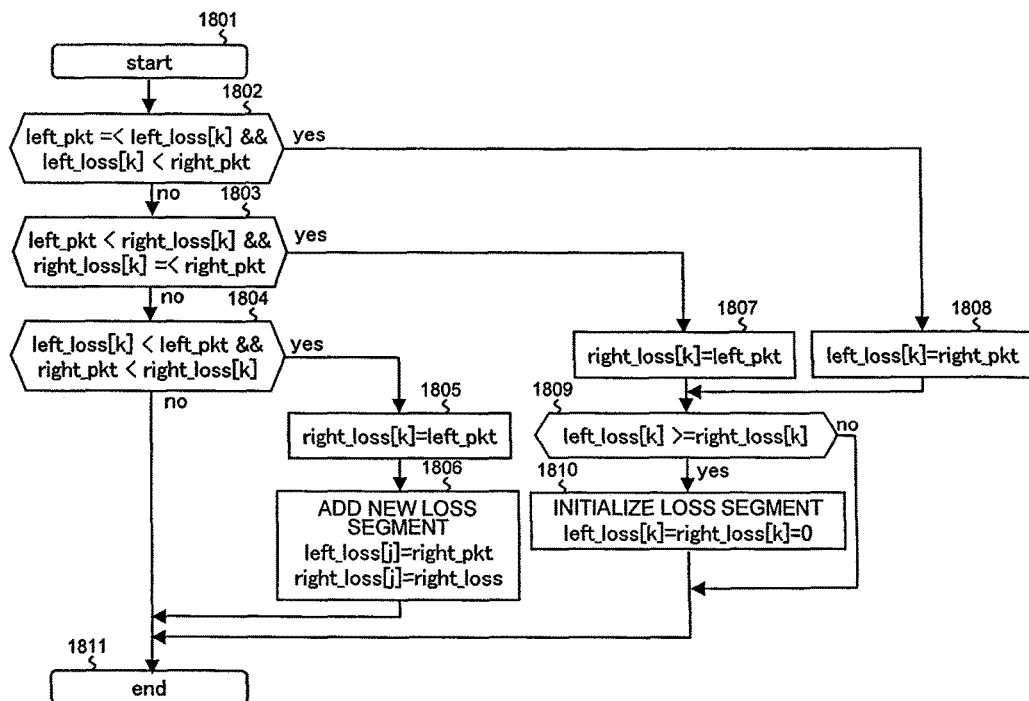 1801
start
1802
left_pkt =< left_loss[k] &&
left_loss[k] < right_pkt
yes
no
1803
left_pkt < right_loss[k] &&
right_loss[k] =< right_pkt
yes
no
1804
left_loss[k] < left_pkt &&
right_pkt < right_loss[k]
yes
no
1805
right_loss[k]=left_pkt
1806
ADD NEW LOSS
SEGMENT
left_loss[j]=right_pkt
right_loss[j]=right_loss
1807
right_loss[k]=left_pkt
1808
left_loss[k]=right_pkt
1809
left_loss[k] >=right_loss[k]
no
yes
1810
INITIALIZE LOSS SEGMENT
left_loss[k]=right_loss[k]=0
1811
end